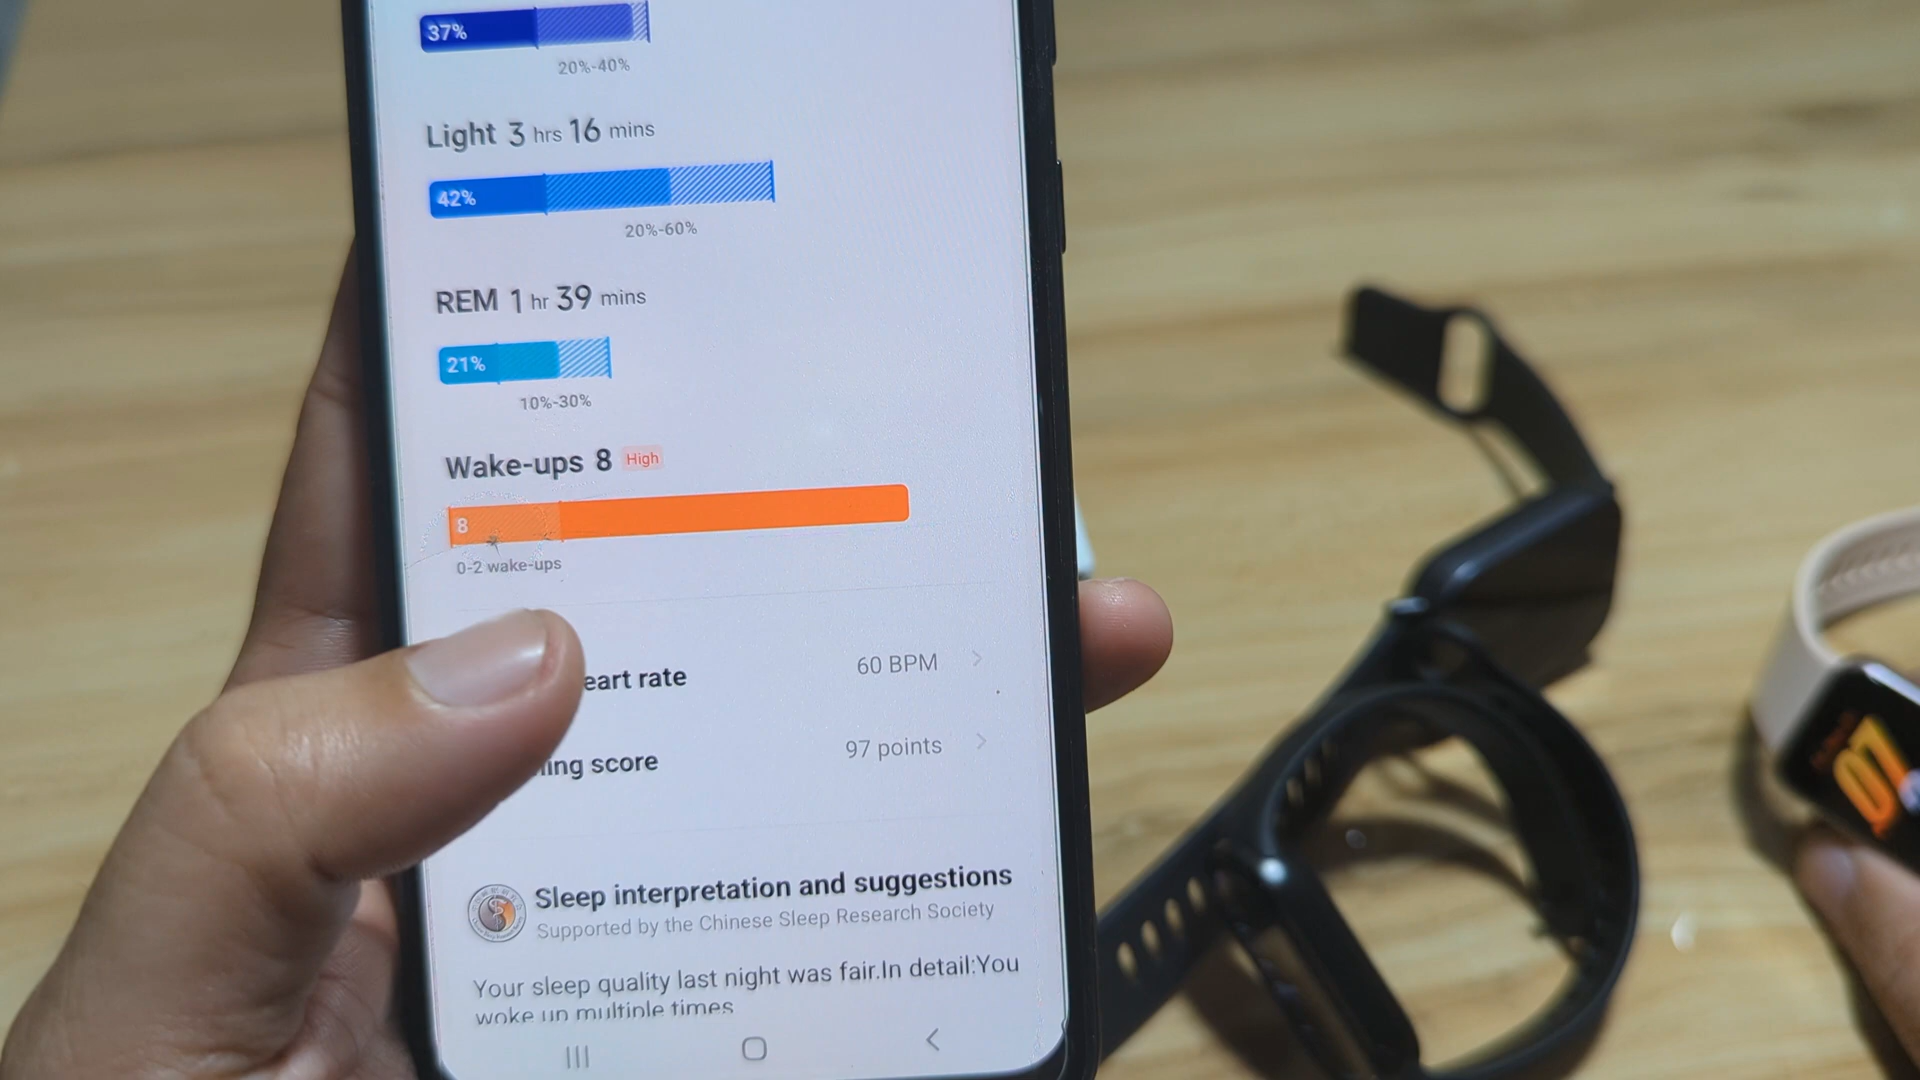 37%
20%-40%
Light 3 hrs 16 mins
42%
20%-60%
REM 1 hr 39 mins
21%
10%-30%
Wake-ups 8 High
8
0-2 wake-ups
eart rate 60 BPM
ing score 97 points
Sleep interpretation and suggestions
Supported by the Chinese Sleep Research Society
Your sleep quality last night was fair.In detail:You
woke up multiple times